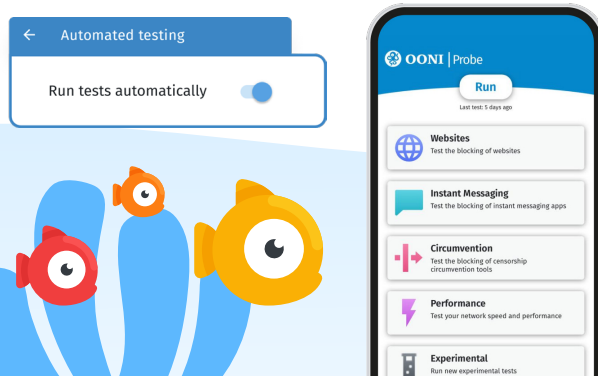 Automated testing
Run tests automatically
OONI Probe
Run
Last test: 5 days ago
Websites
Test the blocking of websites
Instant Messaging
Test the blocking of instant messaging apps
Circumvention
Test the blocking of censorship
circumvention tools
Performance
Test your network speed and performance
Experimental
Run new experimental tests